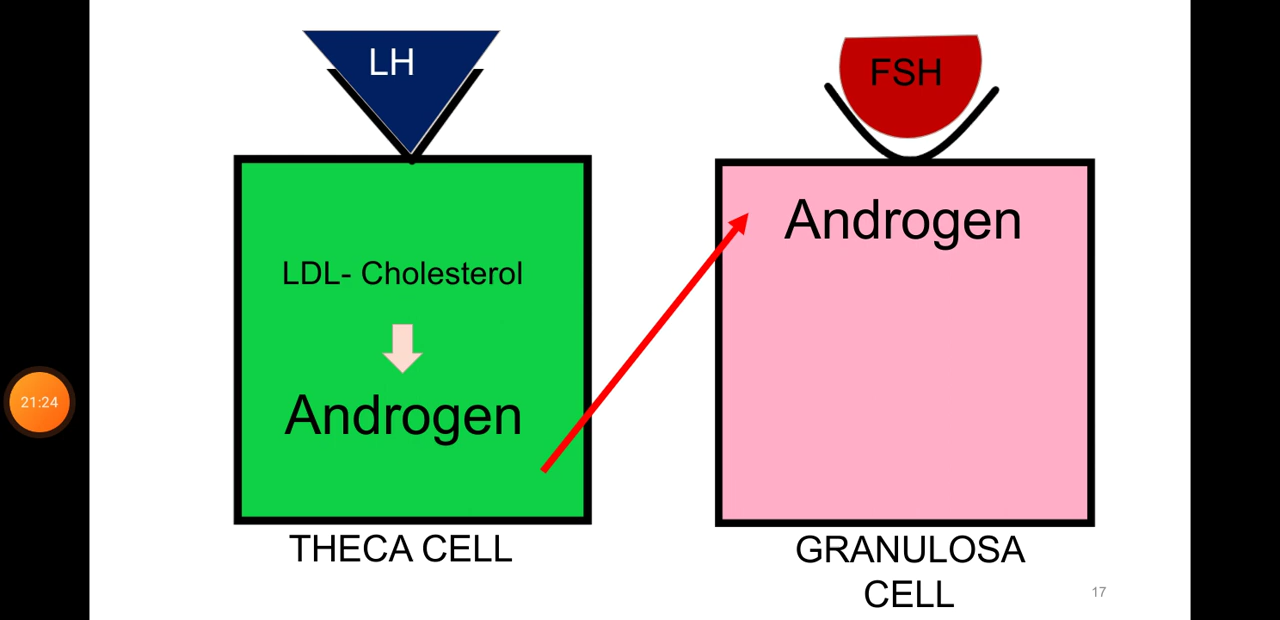 LH
FSH
Androgen
LDL- Cholesterol
Androgen
21:24
THECA CELL
GRANULOSA
CELL
17